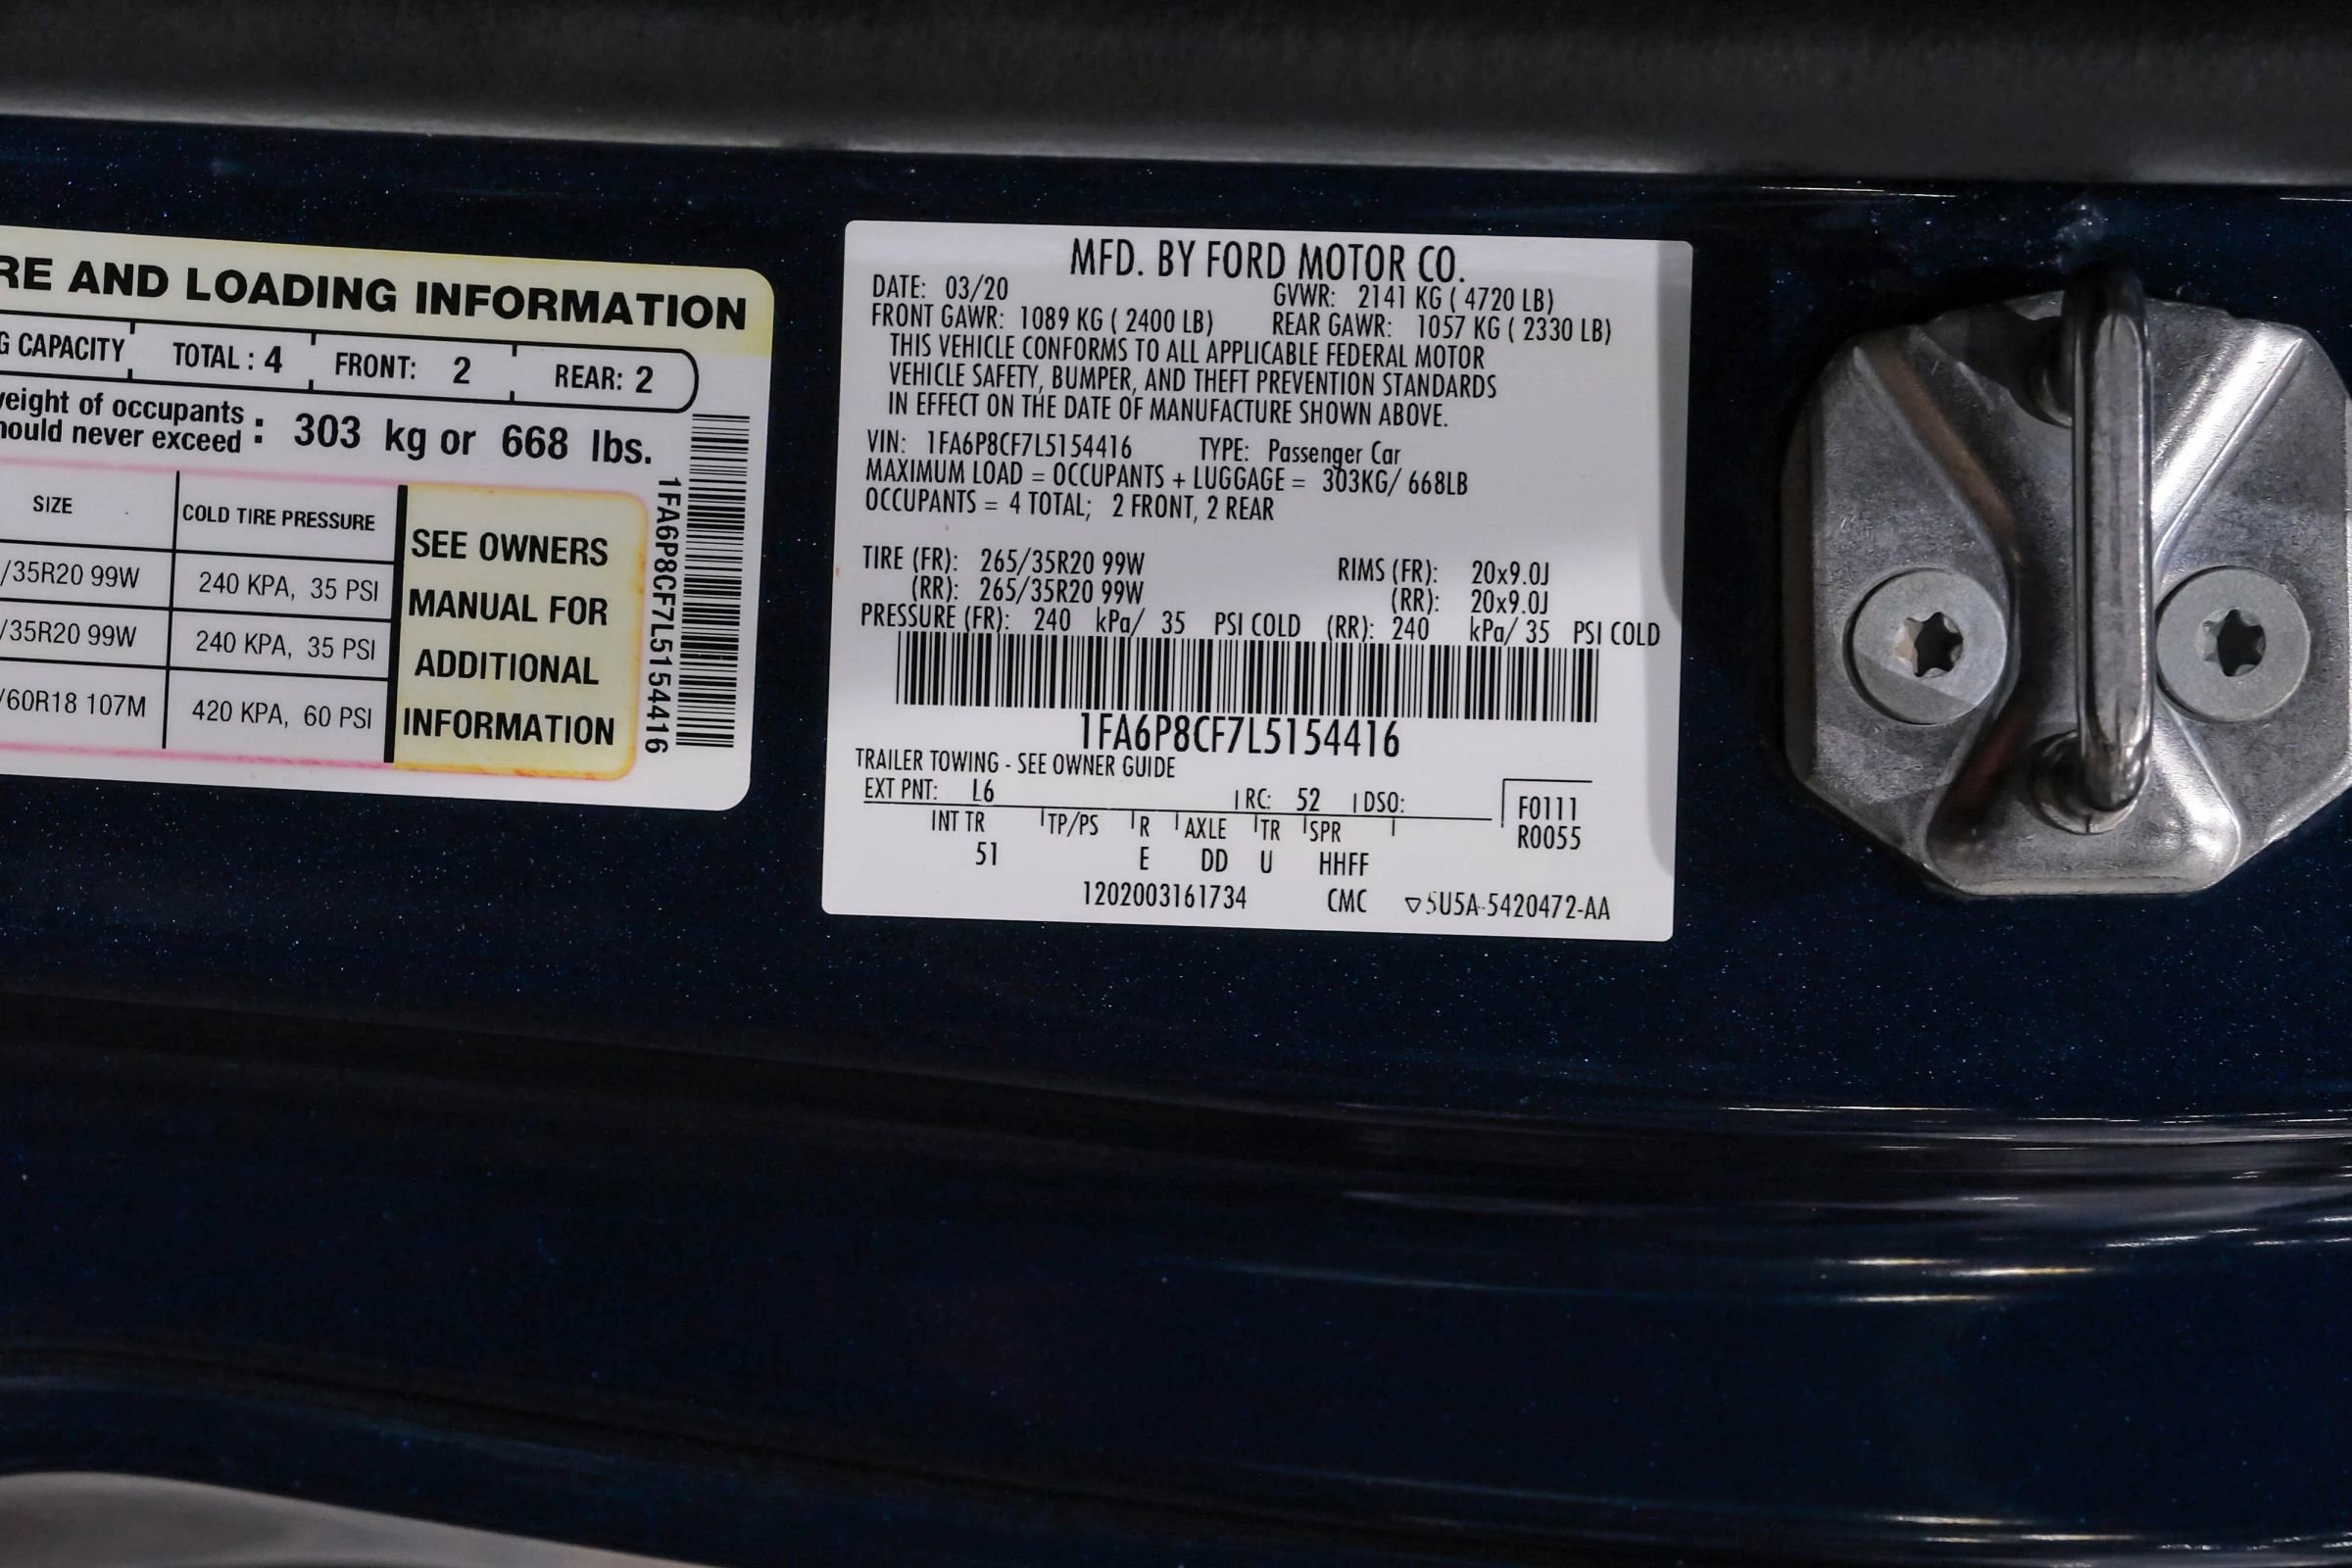 RE AND LOADING INFORMATION
G CAPACITY TOTAL : 4 FRONT: 2 REAR: 2
weight of occupants
hould never exceed : 303 kg or 668 lbs.
SIZE COLD TIRE PRESSURE
/35R20 99W 240 KPA, 35 PSI
/35R20 99W 240 KPA, 35 PSI
/60R18 107M 420 KPA, 60 PSI
SEE OWNERS
MANUAL FOR
ADDITIONAL
INFORMATION
1FA6P8CF7L5154416
MFD. BY FORD MOTOR CO.
DATE: 03/20 GVWR: 2141 KG ( 4720 LB)
FRONT GAWR: 1089 KG ( 2400 LB) REAR GAWR: 1057 KG ( 2330 LB)
THIS VEHICLE CONFORMS TO ALL APPLICABLE FEDERAL MOTOR
VEHICLE SAFETY, BUMPER, AND THEFT PREVENTION STANDARDS
IN EFFECT ON THE DATE OF MANUFACTURE SHOWN ABOVE.
VIN: 1FA6P8CF7L5154416 TYPE: Passenger Car
MAXIMUM LOAD = OCCUPANTS + LUGGAGE = 303KG/ 668LB
OCCUPANTS = 4 TOTAL; 2 FRONT, 2 REAR
TIRE (FR): 265/35R20 99W RIMS (FR): 20x9.0J
(RR): 265/35R20 99W (RR): 20x9.0J
PRESSURE (FR): 240 kPa/ 35 PSI COLD (RR): 240 kPa/ 35 PSI COLD
1FA6P8CF7L5154416
TRAILER TOWING - SEE OWNER GUIDE
EXT PNT: L6 RC: 52 DSO: F0111
INT TR TP/PS R AXLE TR SPR R0055
51 E DD U HHFF
1202003161734 CMC ▽5U5A-5420472-AA